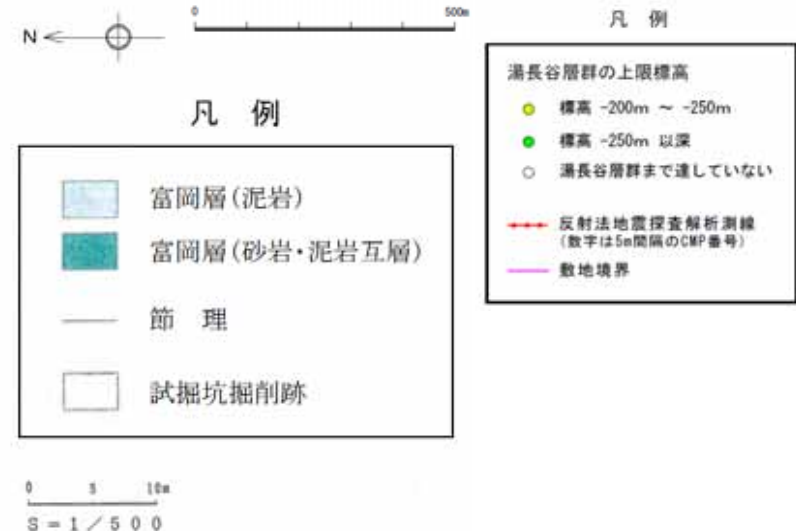 N
0 500m
凡 例
富岡層(泥岩)
富岡層(砂岩・泥岩互層)
節 理
試掘坑掘削跡
0 5 10m
S=1/500
凡 例
湯長谷層群の上限標高
標高 -200m ～ -250m
標高 -250m 以深
湯長谷層群まで達していない
反射法地震探査解析測線
(数字は5m間隔のCMP番号)
敷地境界